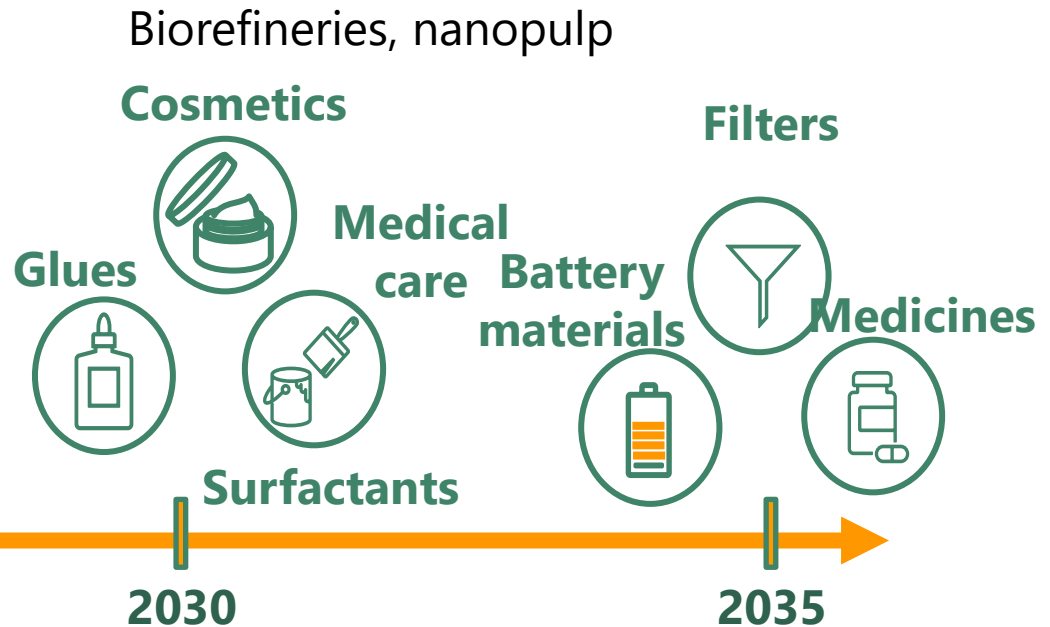 Biorefineries, nanopulp
Cosmetics
Filters
Medical
care
Glues
Battery
materials
Medicines
Surfactants
2030
2035